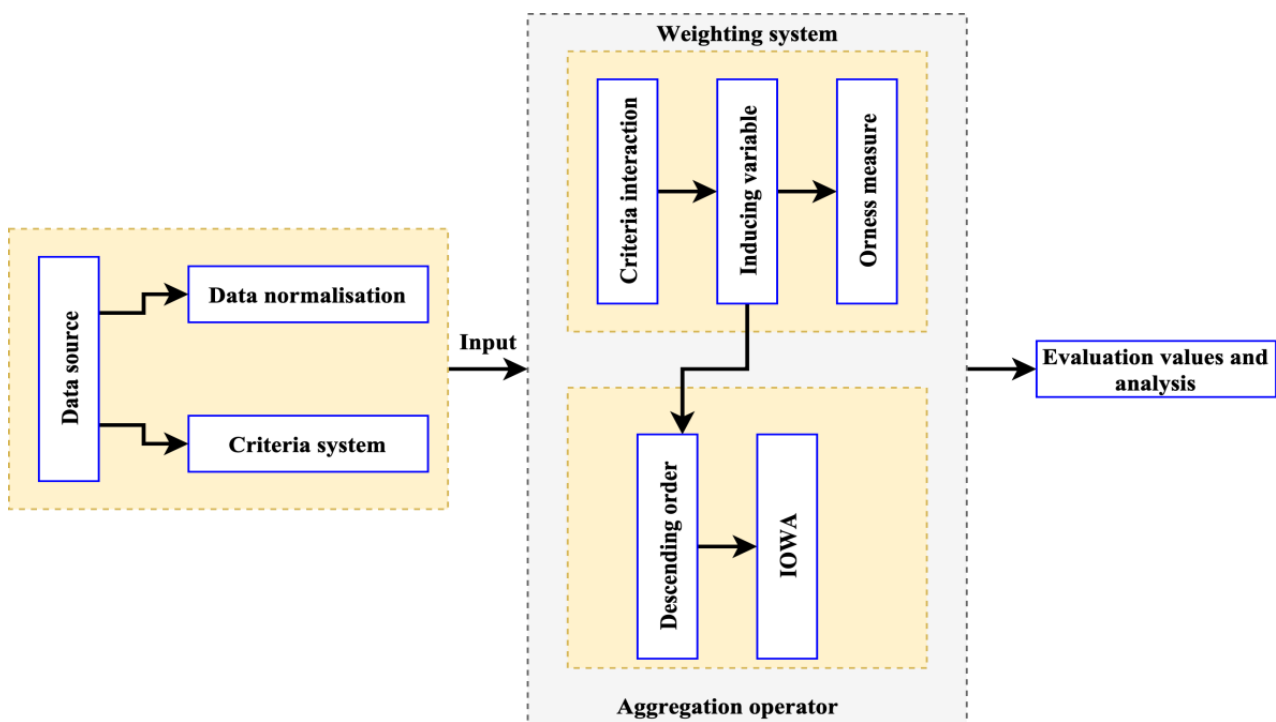 Data source
Data normalisation
Criteria system
Input
Weighting system
Criteria interaction
Inducing variable
Orness measure
Descending order
IOWA
Aggregation operator
Evaluation values and
analysis